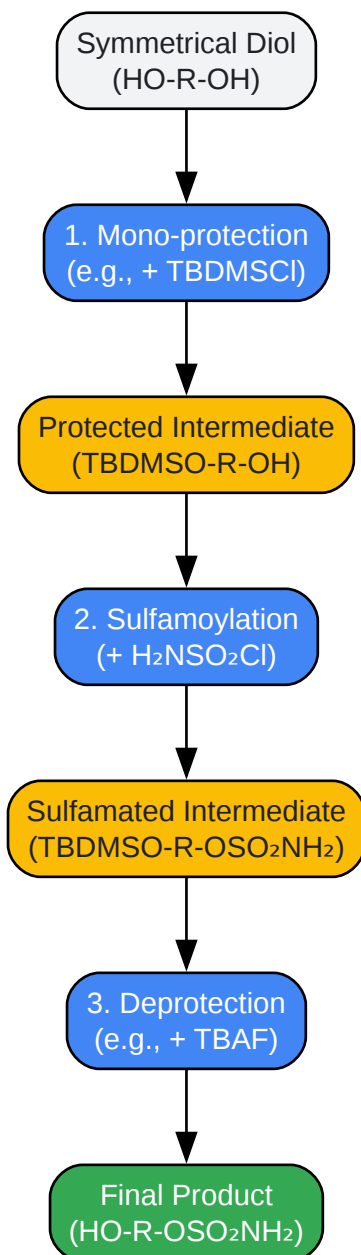 Symmetrical Diol
(HO-R-OH)
1. Mono-protection
(e.g., + TBDMSCl)
Protected Intermediate
(TBDMSO-R-OH)
2. Sulfamoylation
(+ H₂NSO₂Cl)
Sulfamated Intermediate
(TBDMSO-R-OSO₂NH₂)
3. Deprotection
(e.g., + TBAF)
Final Product
(HO-R-OSO₂NH₂)